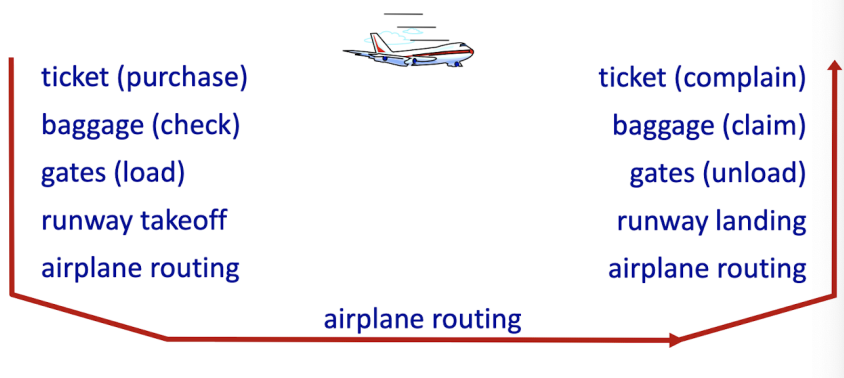 ticket (purchase)
baggage (check)
gates (load)
runway takeoff
airplane routing
ticket (complain)
baggage (claim)
gates (unload)
runway landing
airplane routing
airplane routing